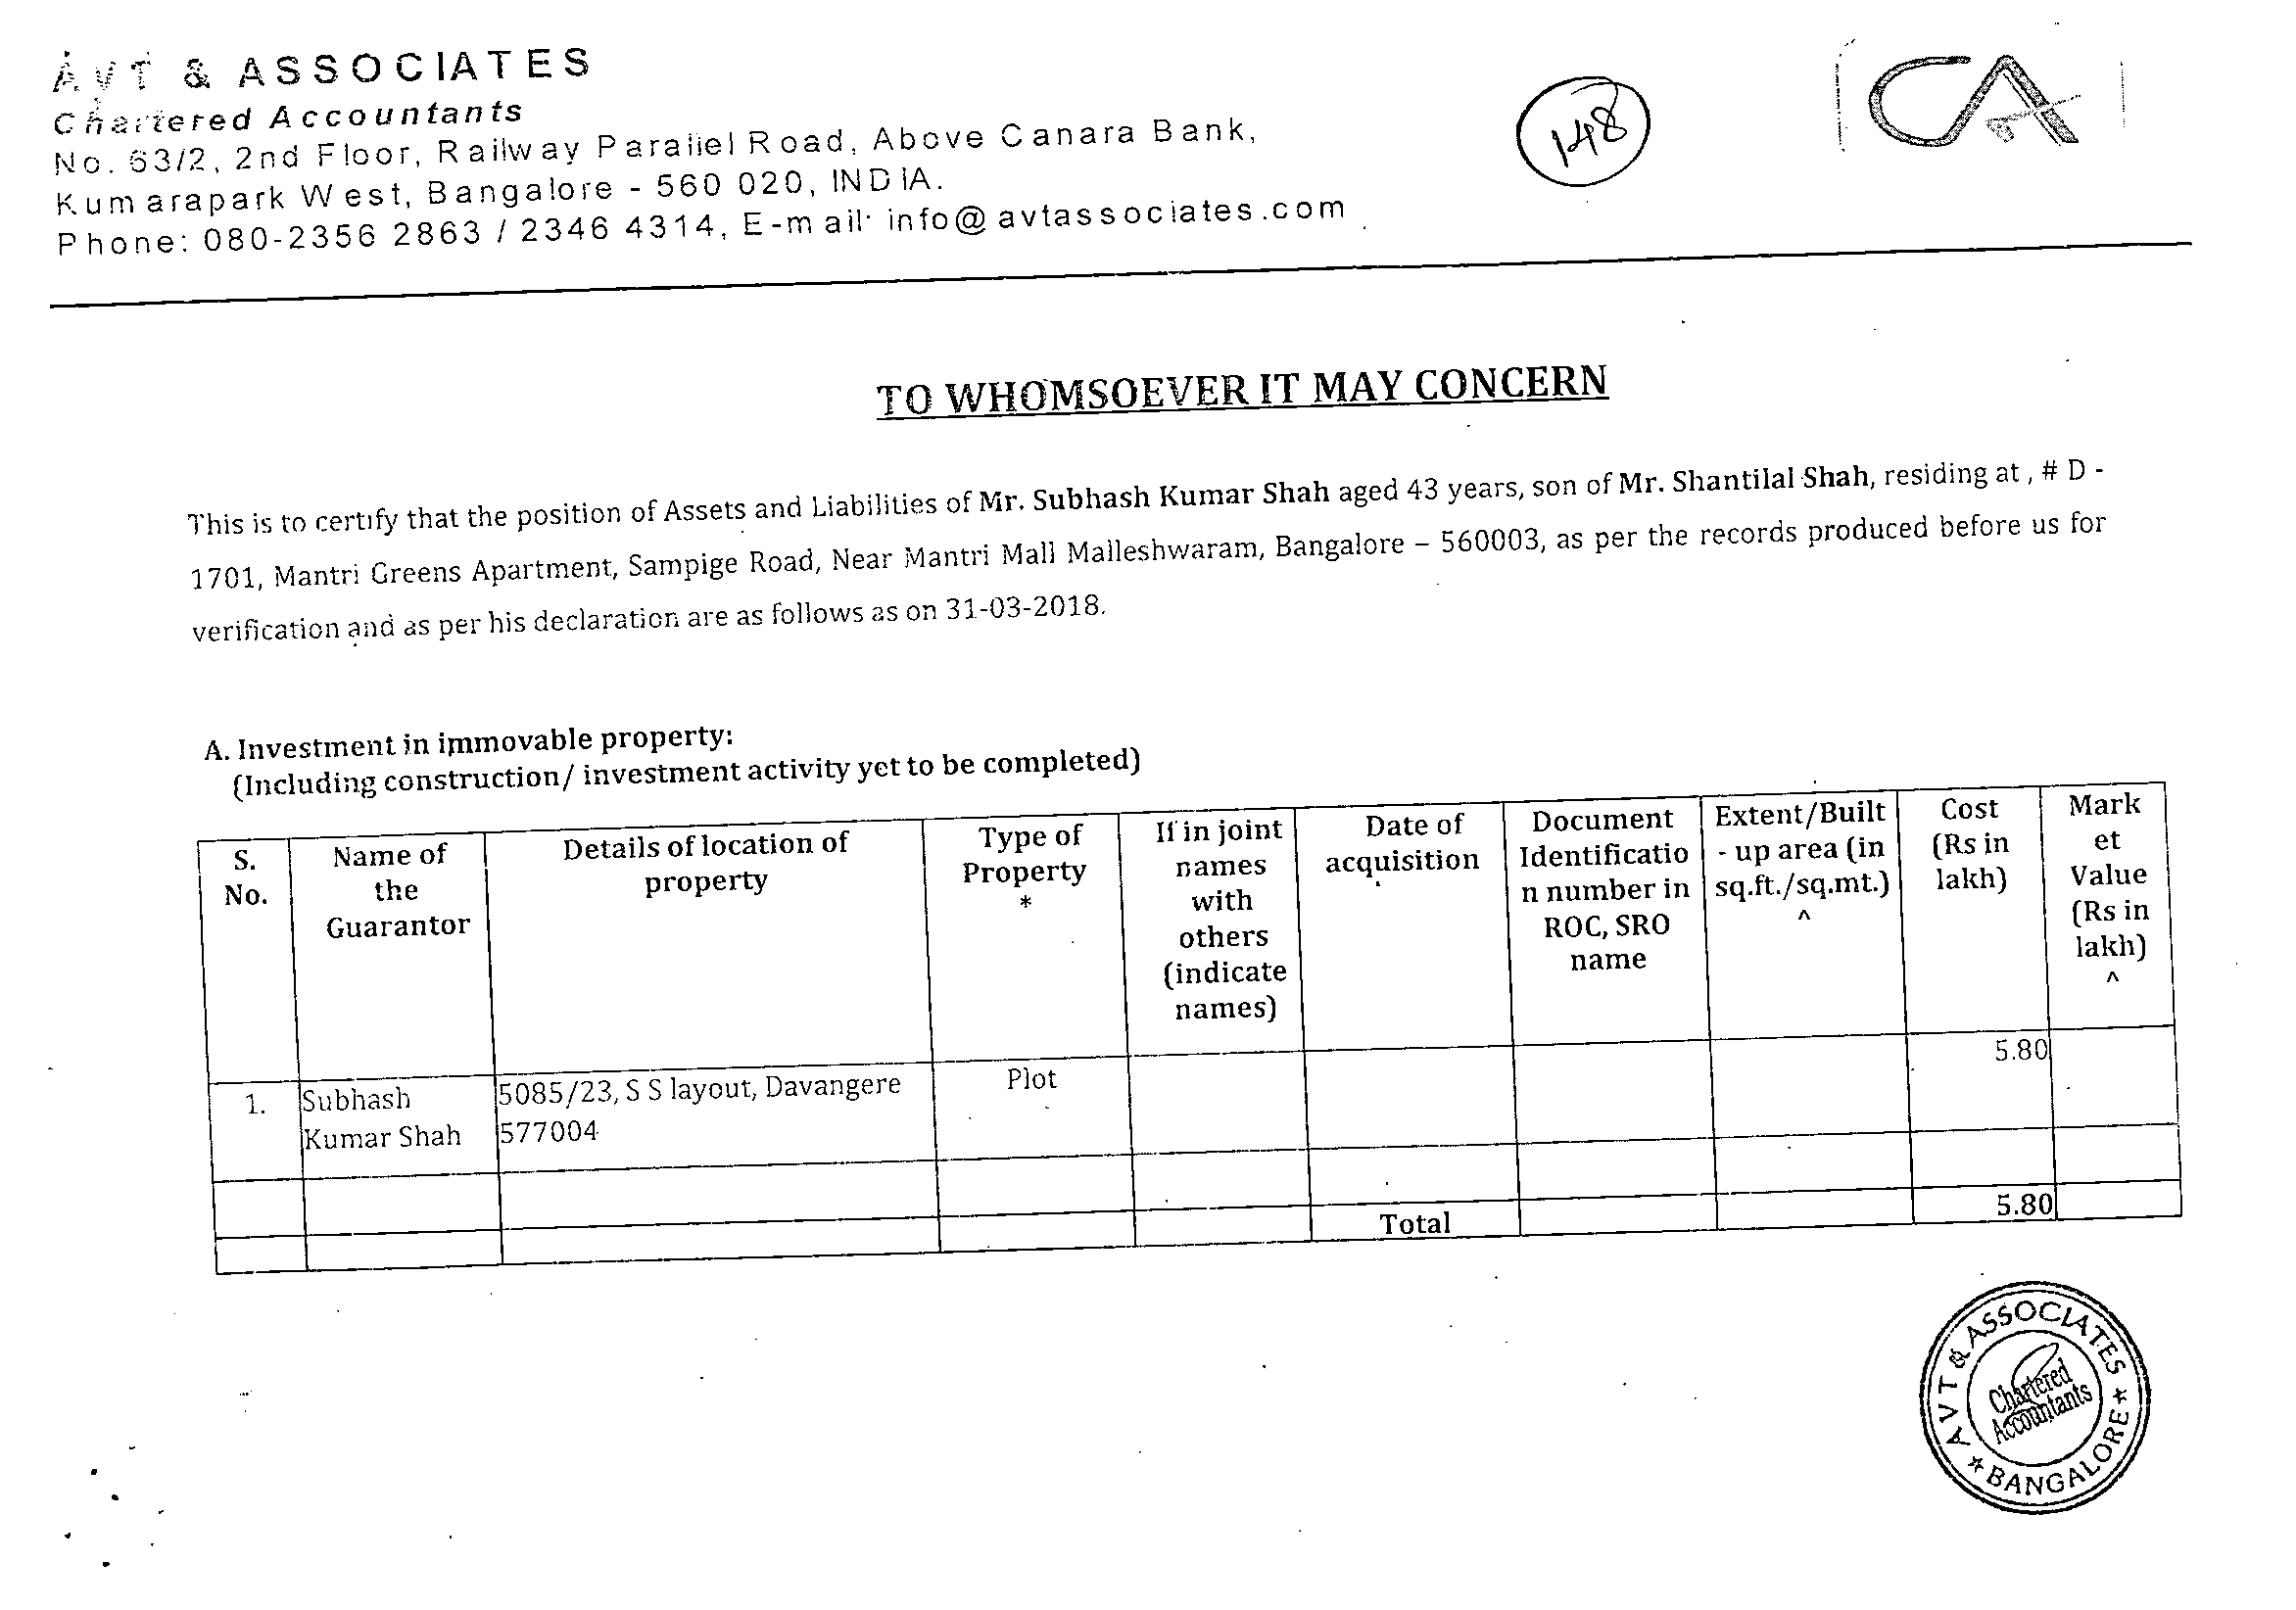 AVT & ASSOCIATES
Chartered Accountants
No. 63/2, 2nd Floor, Railway Parallel Road, Above Canara Bank,
Kumarapark West, Bangalore - 560 020, INDIA.
Phone: 080-2356 2863 / 2346 4314, E-mail: info@avtassociates.com
148
CA
TO WHOMSOEVER IT MAY CONCERN
This is to certify that the position of Assets and Liabilities of Mr. Subhash Kumar Shah aged 43 years, son of Mr. Shantilal Shah, residing at , # D -
1701, Mantri Greens Apartment, Sampige Road, Near Mantri Mall Malleshwaram, Bangalore – 560003, as per the records produced before us for
verification and as per his declaration are as follows as on 31-03-2018.
A. Investment in immovable property:
(Including construction/ investment activity yet to be completed)
S. No. Name of the Guarantor Details of location of property Type of Property * If in joint names with others (indicate names) Date of acquisition Document Identificatio n number in ROC, SRO name Extent/Built - up area (in sq.ft./sq.mt.) ^ Cost (Rs in lakh) Mark et Value (Rs in lakh) ^
1. Subhash Kumar Shah 5085/23, S S layout, Davangere 577004 Plot 5.80
Total 5.80
AVT & ASSOCIATES
Chartered
Accountants
* BANGALORE *